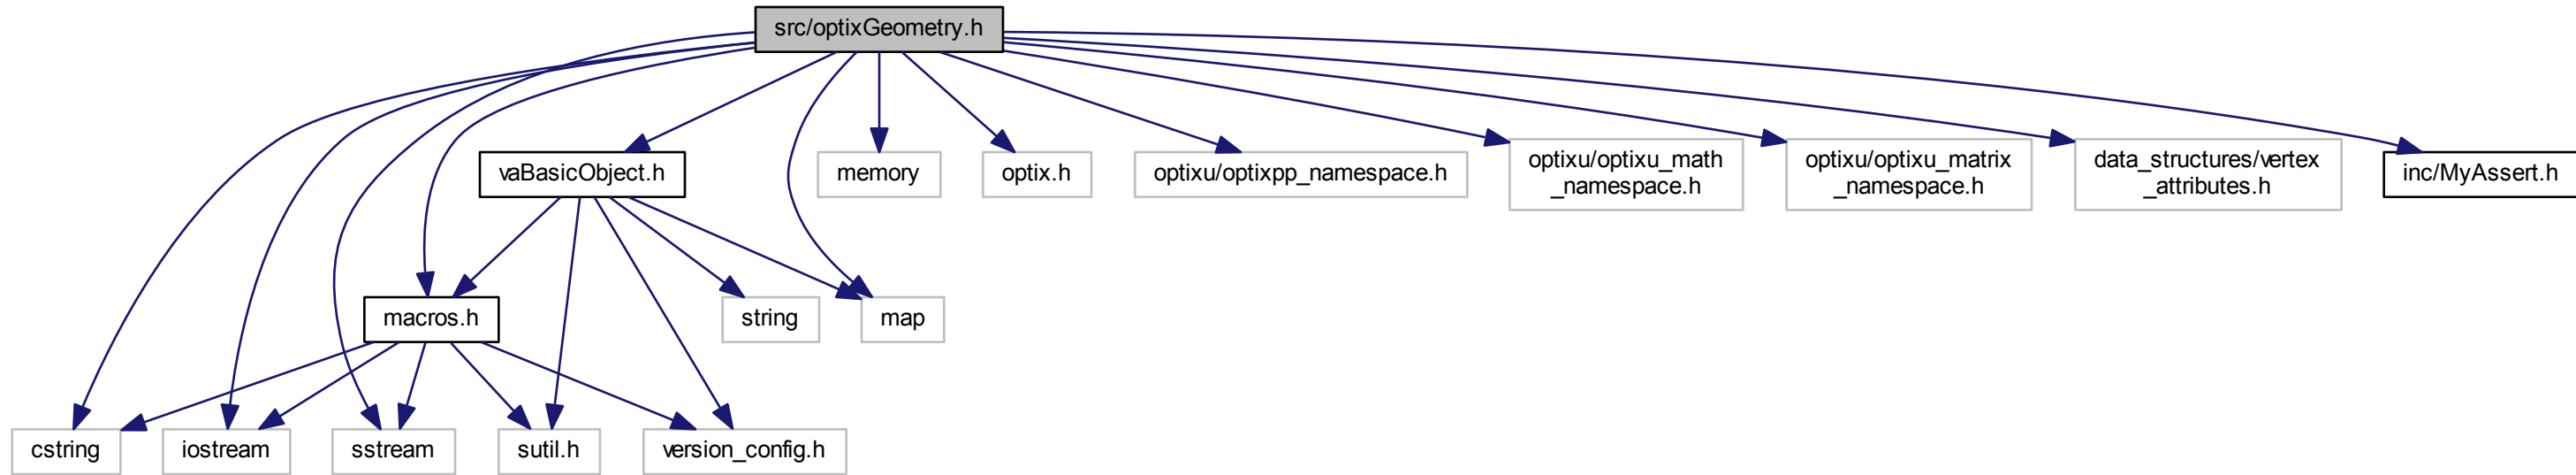 src/optixGeometry.h
vaBasicObject.h
memory
optix.h
optixu/optixpp_namespace.h
optixu/optixu_math
_namespace.h
optixu/optixu_matrix
_namespace.h
data_structures/vertex
_attributes.h
inc/MyAssert.h
macros.h
string
map
cstring
iostream
sstream
sutil.h
version_config.h